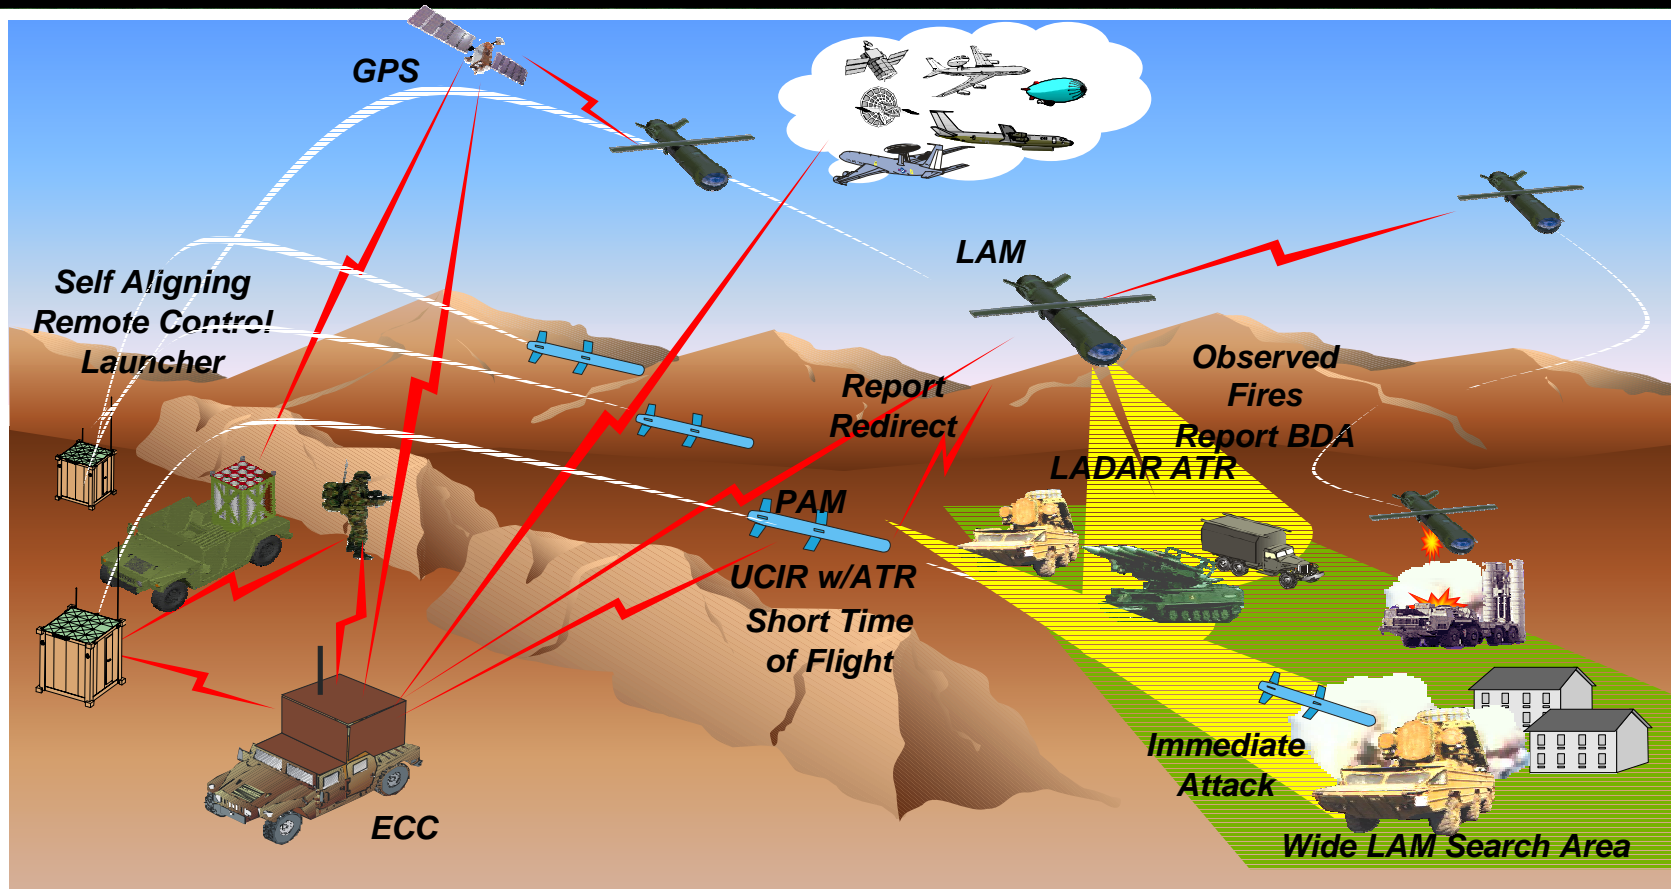 GPS
LAM
Self Aligning
Remote Control
Launcher
Observed
Fires
Report BDA
Report
Redirect
LADAR ATR
PAM
UCIR w/ATR
Short Time
of Flight
Immediate
Attack
ECC
Wide LAM Search Area